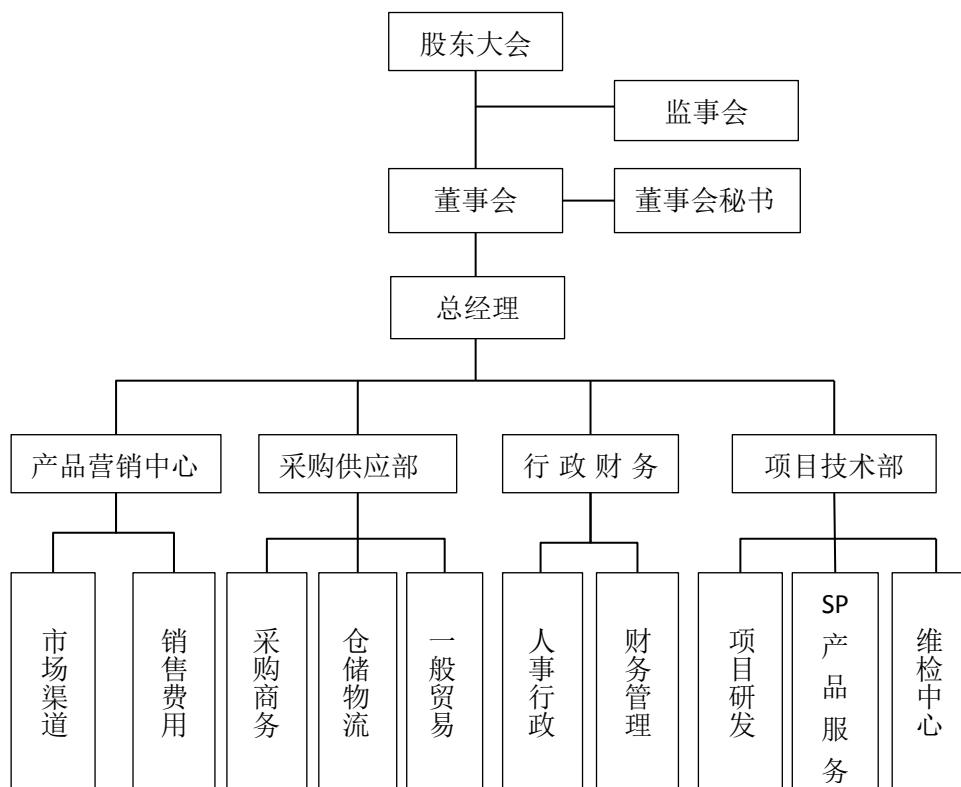 股东大会
监事会
董事会
董事会秘书
总经理
产品营销中心
采购供应部
行政财务
项目技术部
市场渠道
销售费用
采购商务
仓储物流
一般贸易
人事行政
财务管理
项目研发
SP产品服务
维检中心